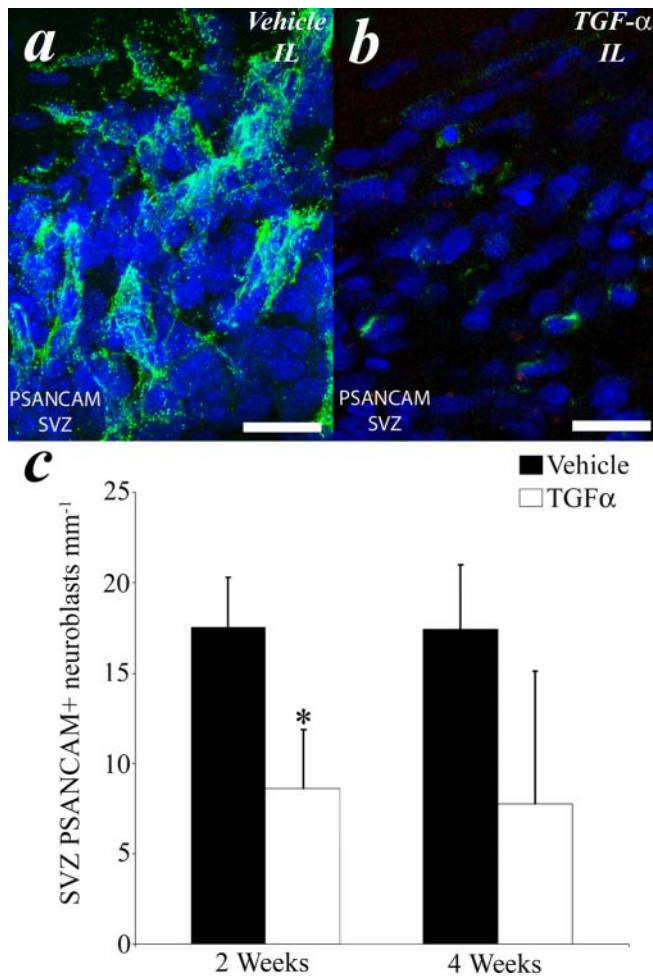 a
Vehicle
IL
PSANCAM
SVZ
b
TGF-α
IL
PSANCAM
SVZ
c
Vehicle
TGFα
SVZ PSANCAM+ neuroblasts mm-1
25
20
15
10
5
0
*
2 Weeks
4 Weeks